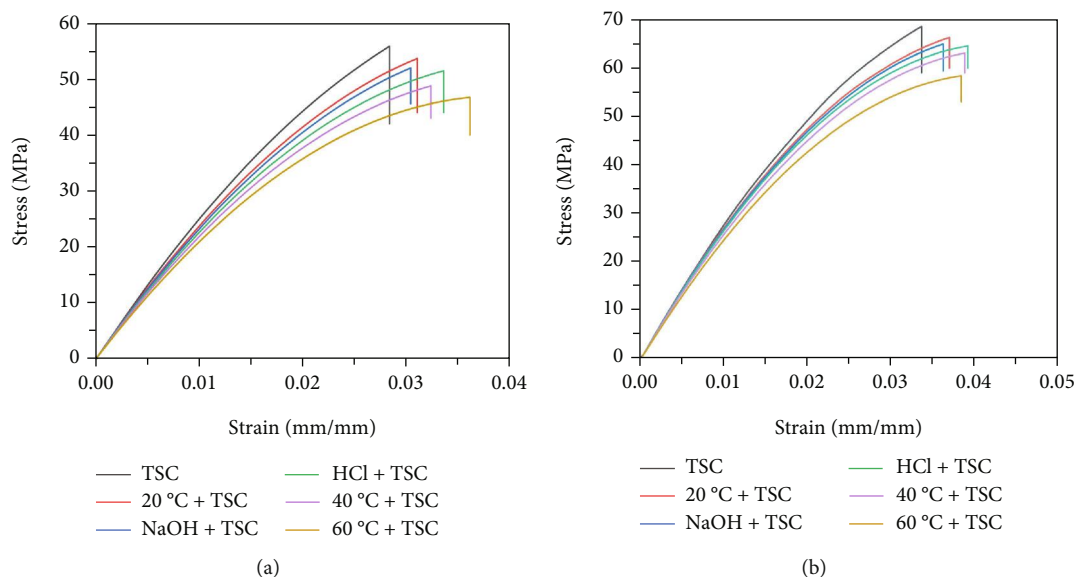 60
50
40
30
20
10
0
Stress (MPa)
0.00
0.01
0.02
0.03
0.04
Strain (mm/mm)
TSC
HCl + TSC
20 °C + TSC
40 °C + TSC
NaOH + TSC
60 °C + TSC
(a)
70
60
50
40
30
20
10
0
Stress (MPa)
0.00
0.01
0.02
0.03
0.04
0.05
Strain (mm/mm)
TSC
HCl + TSC
20 °C + TSC
40 °C + TSC
NaOH + TSC
60 °C + TSC
(b)